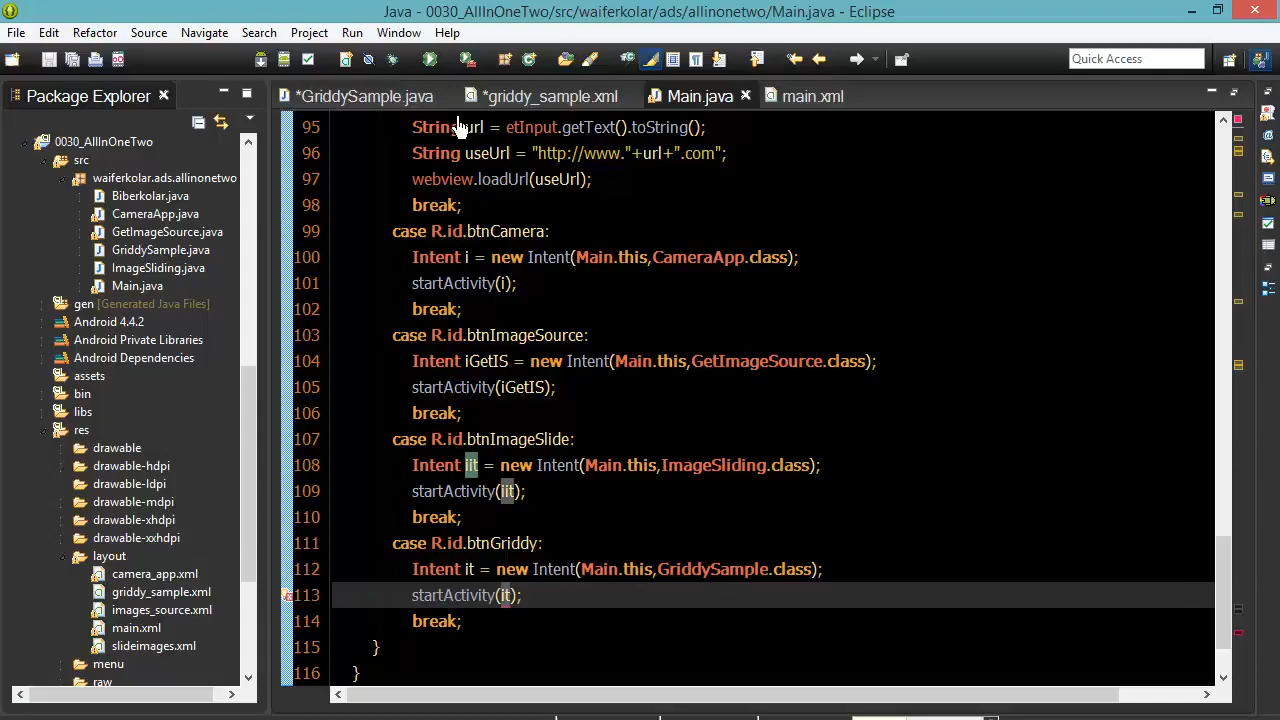 Java - 0030_AllInOneTwo/src/waiferkolar/ads/allinonetwo/Main.java - Eclipse
File Edit Refactor Source Navigate Search Project Run Window Help
Quick Access
Package Explorer
*GriddySample.java *griddy_sample.xml Main.java main.xml
0030_AllInOneTwo
src
waiferkolar.ads.allinonetwo
Biberkolar.java
CameraApp.java
GetImageSource.java
GriddySample.java
ImageSliding.java
Main.java
gen [Generated Java Files]
Android 4.4.2
Android Private Libraries
Android Dependencies
assets
bin
libs
res
drawable
drawable-hdpi
drawable-ldpi
drawable-mdpi
drawable-xhdpi
drawable-xxhdpi
layout
camera_app.xml
griddy_sample.xml
images_source.xml
main.xml
slideimages.xml
menu
raw
95 String url = etInput.getText().toString();
96 String useUrl = "http://www."+url+".com";
97 webview.loadUrl(useUrl);
98 break;
99 case R.id.btnCamera:
100 Intent i = new Intent(Main.this,CameraApp.class);
101 startActivity(i);
102 break;
103 case R.id.btnImageSource:
104 Intent iGetIS = new Intent(Main.this,GetImageSource.class);
105 startActivity(iGetIS);
106 break;
107 case R.id.btnImageSlide:
108 Intent iit = new Intent(Main.this,ImageSliding.class);
109 startActivity(iit);
110 break;
111 case R.id.btnGriddy:
112 Intent it = new Intent(Main.this,GriddySample.class);
113 startActivity(it);
114 break;
115 }
116 }